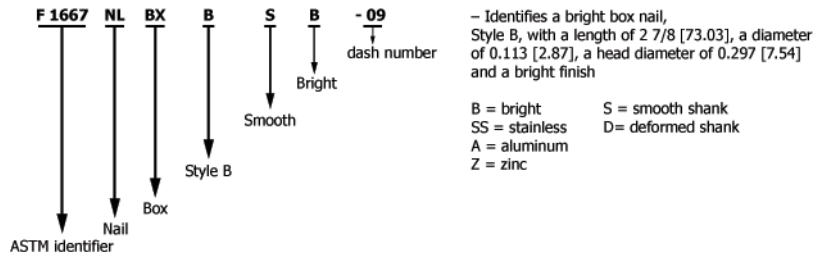 F 1667 NL BX B S B - 09
dash number
Bright
Smooth
Style B
Box
Nail
ASTM identifier
– Identifies a bright box nail,
Style B, with a length of 2 7/8 [73.03], a diameter
of 0.113 [2.87], a head diameter of 0.297 [7.54]
and a bright finish
B = bright S = smooth shank
SS = stainless D= deformed shank
A = aluminum
Z = zinc